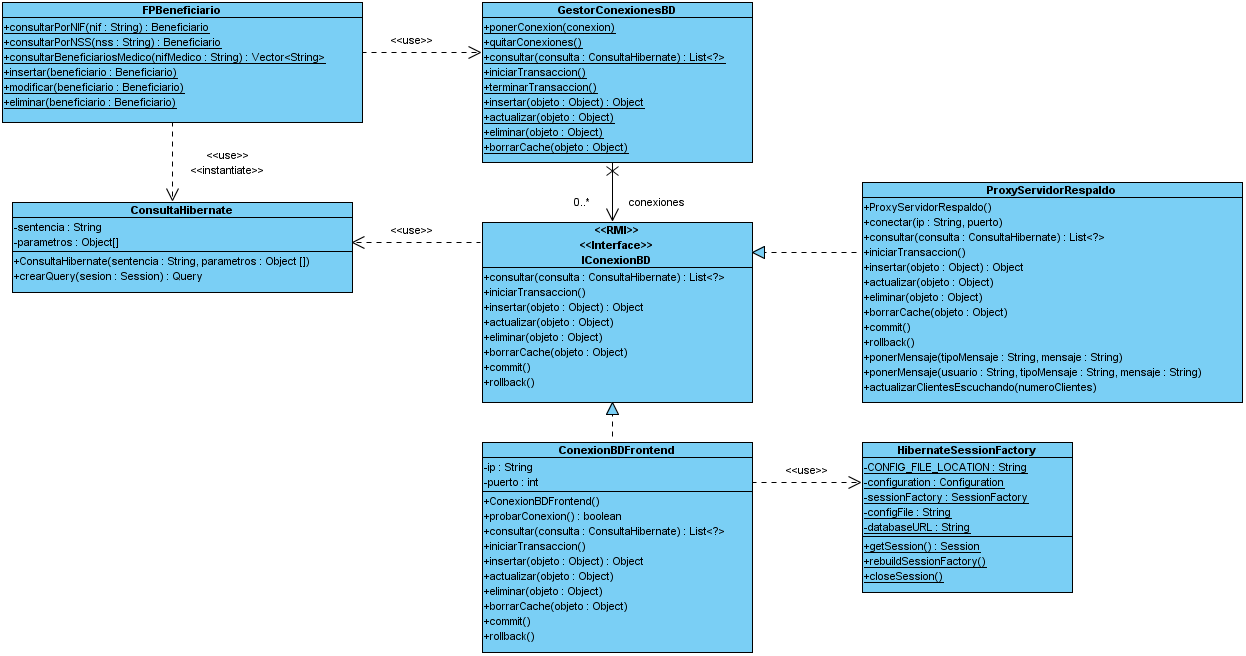 FPBeneficiario
+consultarPorNIF(nif : String) : Beneficiario
+consultarPorNSS(nss : String) : Beneficiario
+consultarBeneficiariosMedico(nifMedico : String) : Vector<String>
+insertar(beneficiario : Beneficiario)
+modificar(beneficiario : Beneficiario)
+eliminar(beneficiario : Beneficiario)
<<use>>
GestorConexionesBD
+ponerConexion(conexion)
+quitarConexiones()
+consultar(consulta : ConsultaHibernate) : List<?>
+iniciarTransaccion()
+terminarTransaccion()
+insertar(objeto : Object) : Object
+actualizar(objeto : Object)
+eliminar(objeto : Object)
+borrarCache(objeto : Object)
<<use>>
<<instantiate>>
0..*
conexiones
ConsultaHibernate
-sentencia : String
-parametros : Object[]
+ConsultaHibernate(sentencia : String, parametros : Object [])
+crearQuery(sesion : Session) : Query
<<use>>
<<RMI>>
<<Interface>>
IConexionBD
+consultar(consulta : ConsultaHibernate) : List<?>
+iniciarTransaccion()
+insertar(objeto : Object) : Object
+actualizar(objeto : Object)
+eliminar(objeto : Object)
+borrarCache(objeto : Object)
+commit()
+rollback()
ProxyServidorRespaldo
+ProxyServidorRespaldo()
+conectar(ip : String, puerto)
+consultar(consulta : ConsultaHibernate) : List<?>
+iniciarTransaccion()
+insertar(objeto : Object) : Object
+actualizar(objeto : Object)
+eliminar(objeto : Object)
+borrarCache(objeto : Object)
+commit()
+rollback()
+ponerMensaje(tipoMensaje : String, mensaje : String)
+ponerMensaje(usuario : String, tipoMensaje : String, mensaje : String)
+actualizarClientesEscuchando(numeroClientes)
ConexionBDFrontend
-ip : String
-puerto : int
+ConexionBDFrontend()
+probarConexion() : boolean
+consultar(consulta : ConsultaHibernate) : List<?>
+iniciarTransaccion()
+insertar(objeto : Object) : Object
+actualizar(objeto : Object)
+eliminar(objeto : Object)
+borrarCache(objeto : Object)
+commit()
+rollback()
<<use>>
HibernateSessionFactory
-CONFIG_FILE_LOCATION : String
-configuration : Configuration
-sessionFactory : SessionFactory
-configFile : String
-databaseURL : String
+getSession() : Session
+rebuildSessionFactory()
+closeSession()